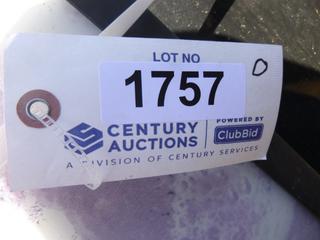 LOT NO
1757
D
CENTURY
AUCTIONS
POWERED BY
ClubBid
A DIVISION OF CENTURY SERVICES